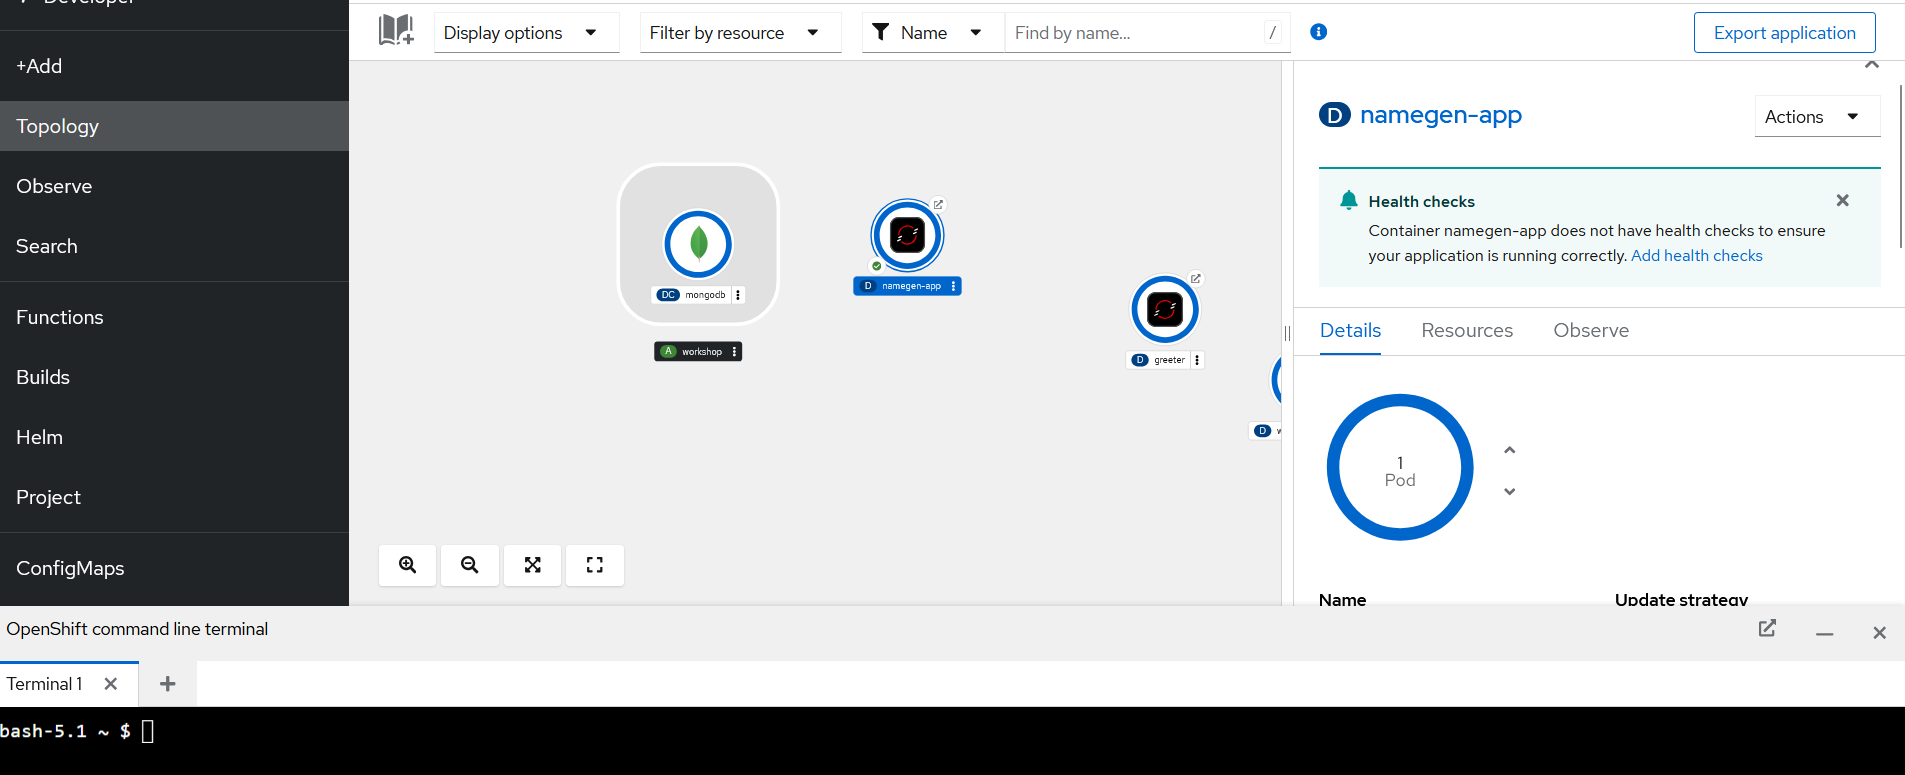 +Add
Topology
Observe
Search
Functions
Builds
Helm
Project
ConfigMaps
Display options
Filter by resource
Name
Find by name...
/
Export application
DC mongodb
A workshop
D namegen-app
D greeter
D
D namegen-app
Actions
Health checks
Container namegen-app does not have health checks to ensure
your application is running correctly. Add health checks
Details Resources Observe
1
Pod
Name Update strategy
OpenShift command line terminal
Terminal 1
bash-5.1 ~ $